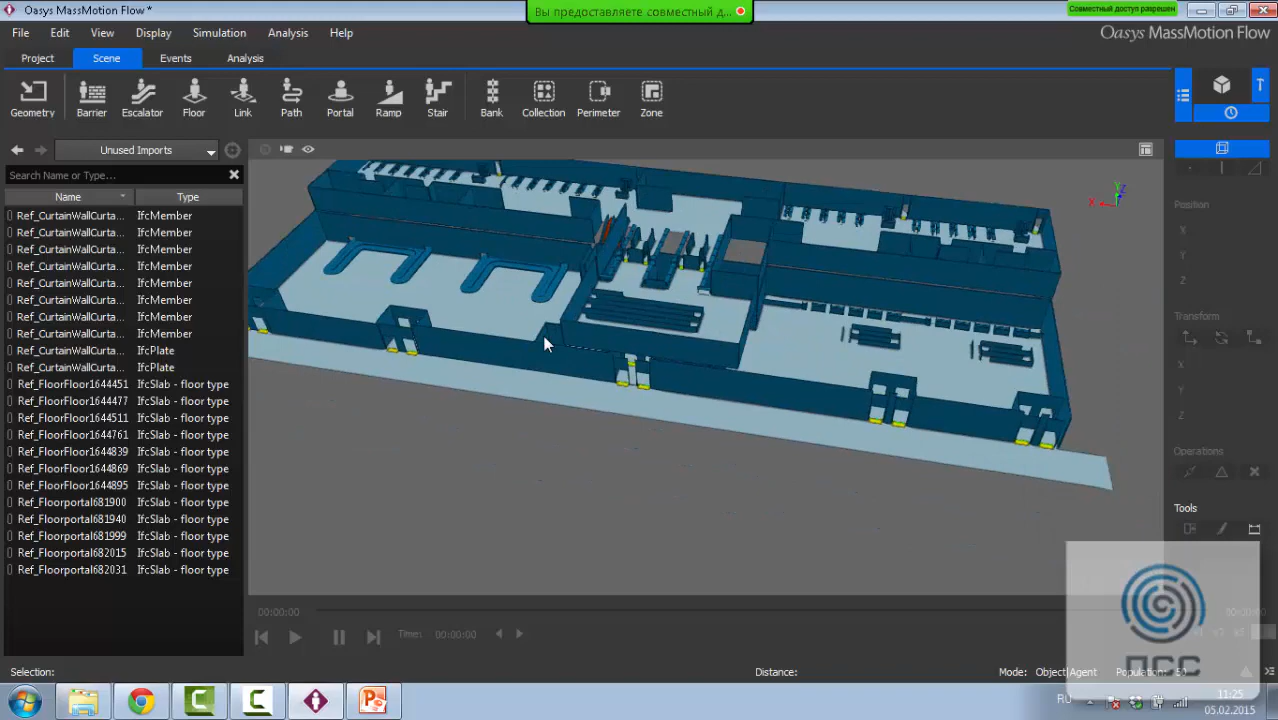 Oasys MassMotion Flow *
Вы предоставляете совместный д...
Совместный доступ разрешен
File Edit View Display Simulation Analysis Help
Oasys MassMotion Flow
Project Scene Events Analysis
Geometry Barrier Escalator Floor Link Path Portal Ramp Stair Bank Collection Perimeter Zone
Unused Imports
Search Name or Type...
Name Type
Ref_CurtainWallCurta... IfcMember
Ref_CurtainWallCurta... IfcMember
Ref_CurtainWallCurta... IfcMember
Ref_CurtainWallCurta... IfcMember
Ref_CurtainWallCurta... IfcMember
Ref_CurtainWallCurta... IfcMember
Ref_CurtainWallCurta... IfcMember
Ref_CurtainWallCurta... IfcMember
Ref_CurtainWallCurta... IfcPlate
Ref_CurtainWallCurta... IfcPlate
Ref_FloorFloor1644451 IfcSlab - floor type
Ref_FloorFloor1644477 IfcSlab - floor type
Ref_FloorFloor1644511 IfcSlab - floor type
Ref_FloorFloor1644761 IfcSlab - floor type
Ref_FloorFloor1644839 IfcSlab - floor type
Ref_FloorFloor1644869 IfcSlab - floor type
Ref_FloorFloor1644895 IfcSlab - floor type
Ref_Floorportal681900 IfcSlab - floor type
Ref_Floorportal681940 IfcSlab - floor type
Ref_Floorportal681999 IfcSlab - floor type
Ref_Floorportal682015 IfcSlab - floor type
Ref_Floorportal682031 IfcSlab - floor type
X Y Z
Position
X
Y
Z
Transform
X
Y
Z
Operations
Tools
00:00:00
Time: 00:00:00
Selection: Distance: Mode: Object|Agent Population:
ПСС
RU
11:25
05.02.2015